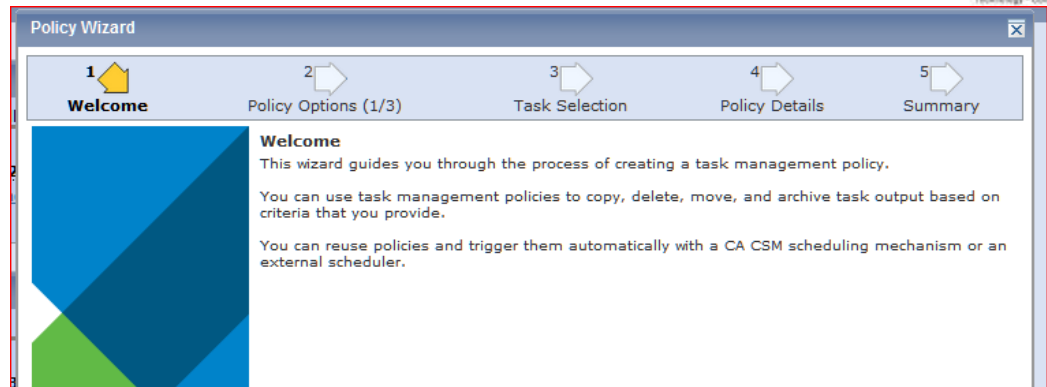 Policy Wizard
1 2 3 4 5
Welcome Policy Options (1/3) Task Selection Policy Details Summary
Welcome
This wizard guides you through the process of creating a task management policy.
You can use task management policies to copy, delete, move, and archive task output based on
criteria that you provide.
You can reuse policies and trigger them automatically with a CA CSM scheduling mechanism or an
external scheduler.